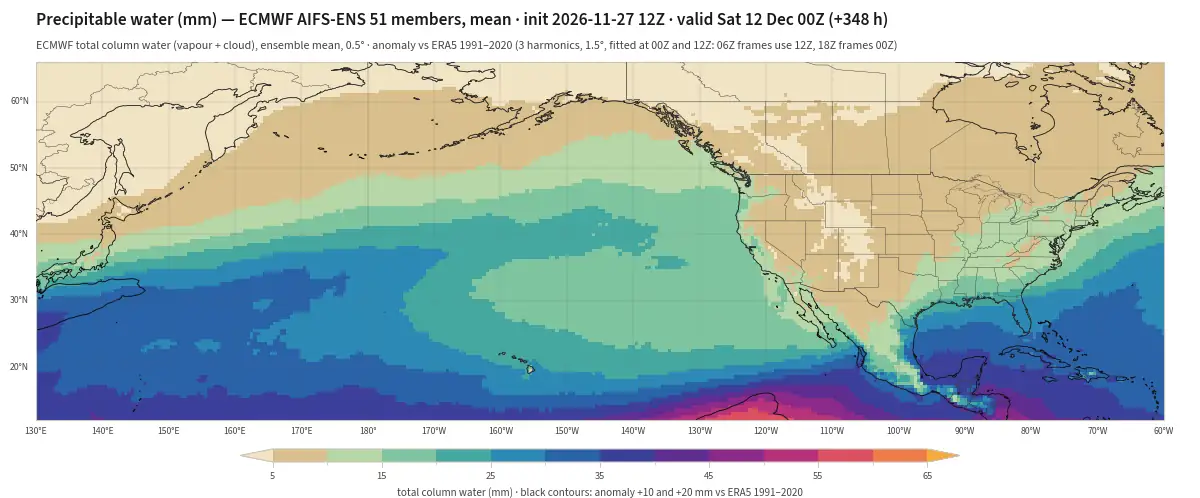 Precipitable water (mm) — ECMWF AIFS-ENS 51 members, mean · init 2026-11-27 12Z · valid Sat 12 Dec 00Z (+348 h)
ECMWF total column water (vapour + cloud), ensemble mean, 0.5° · anomaly vs ERA5 1991–2020 (3 harmonics, 1.5°, fitted at 00Z and 12Z: 06Z frames use 12Z, 18Z frames 00Z)
60°N
50°N
40°N
30°N
20°N
130°E 140°E 150°E 160°E 170°E 180° 170°W 160°W 150°W 140°W 130°W 120°W 110°W 100°W 90°W 80°W 70°W 60°W
5 15 25 35 45 55 65
total column water (mm) · black contours: anomaly +10 and +20 mm vs ERA5 1991–2020